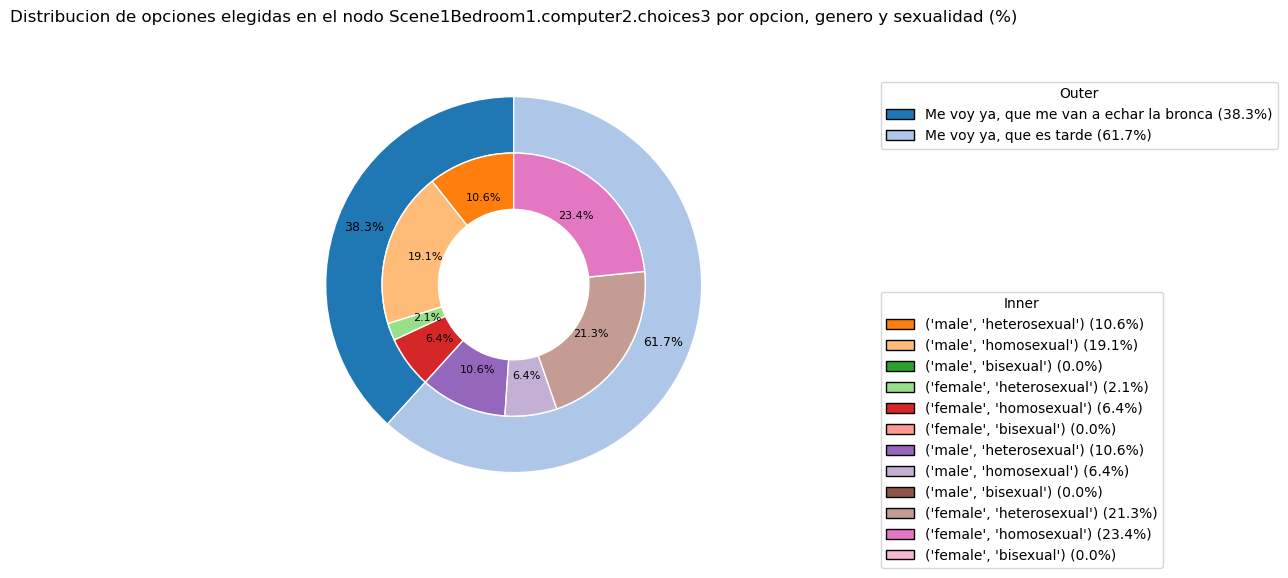 Distribucion de opciones elegidas en el nodo Scene1Bedroom1.computer2.choices3 por opcion, genero y sexualidad (%)
Outer
Me voy ya, que me van a echar la bronca (38.3%)
Me voy ya, que es tarde (61.7%)
10.6%
23.4%
38.3%
19.1%
2.1%
6.4%
21.3%
61.7%
10.6%
6.4%
Inner
('male', 'heterosexual') (10.6%)
('male', 'homosexual') (19.1%)
('male', 'bisexual') (0.0%)
('female', 'heterosexual') (2.1%)
('female', 'homosexual') (6.4%)
('female', 'bisexual') (0.0%)
('male', 'heterosexual') (10.6%)
('male', 'homosexual') (6.4%)
('male', 'bisexual') (0.0%)
('female', 'heterosexual') (21.3%)
('female', 'homosexual') (23.4%)
('female', 'bisexual') (0.0%)